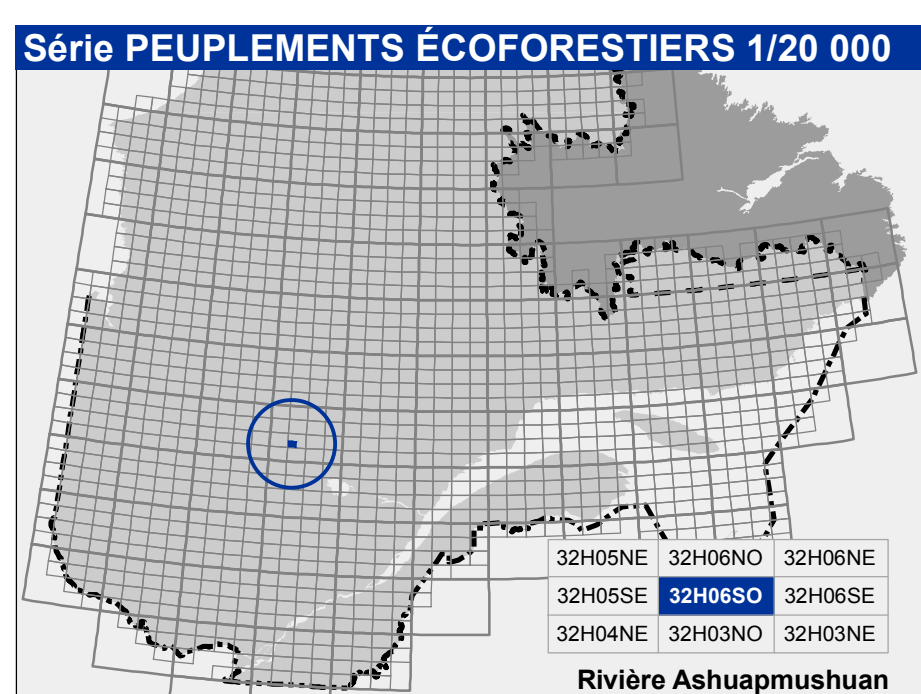 Série PEUPLEMENTS ÉCOFORESTIERS 1/20 000
32H05NE 32H06NO 32H06NE
32H05SE 32H06SO 32H06SE
32H04NE 32H03NO 32H03NE
Rivière Ashuapmushuan